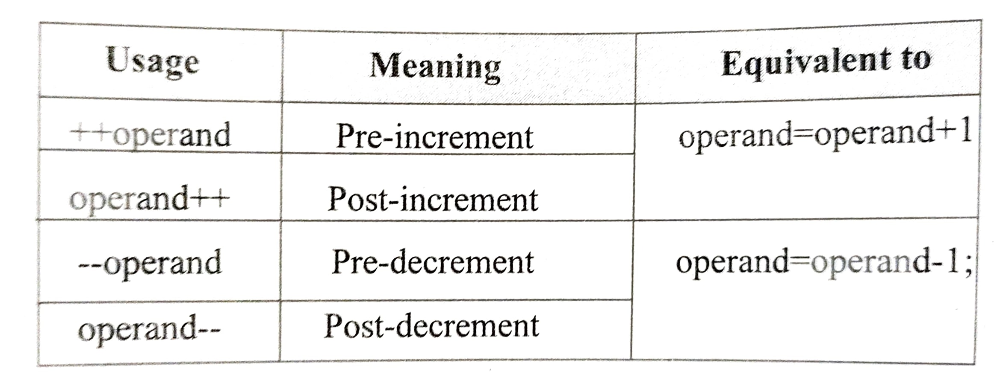 Usage Meaning Equivalent to
++operand Pre-increment operand=operand+1
operand++ Post-increment
--operand Pre-decrement operand=operand-1;
operand-- Post-decrement